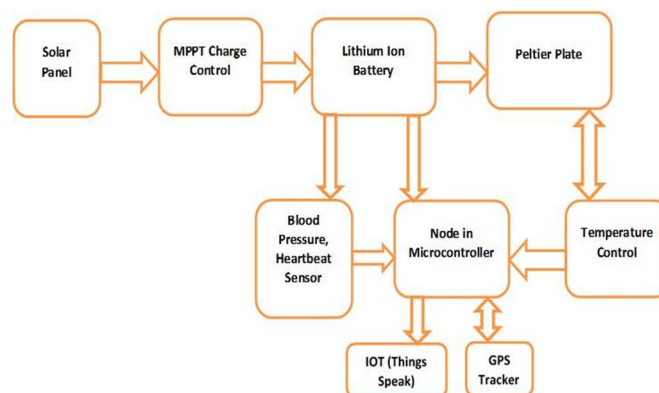 Solar
Panel
MPPT Charge
Control
Lithium Ion
Battery
Peltier Plate
Blood
Pressure,
Heartbeat
Sensor
Node in
Microcontroller
Temperature
Control
IOT (Things
Speak)
GPS
Tracker